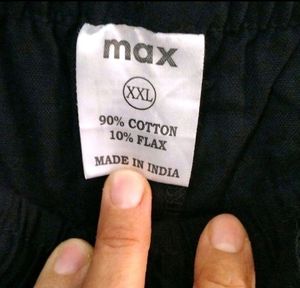 max
XXL
90% COTTON
10% FLAX
MADE IN INDIA